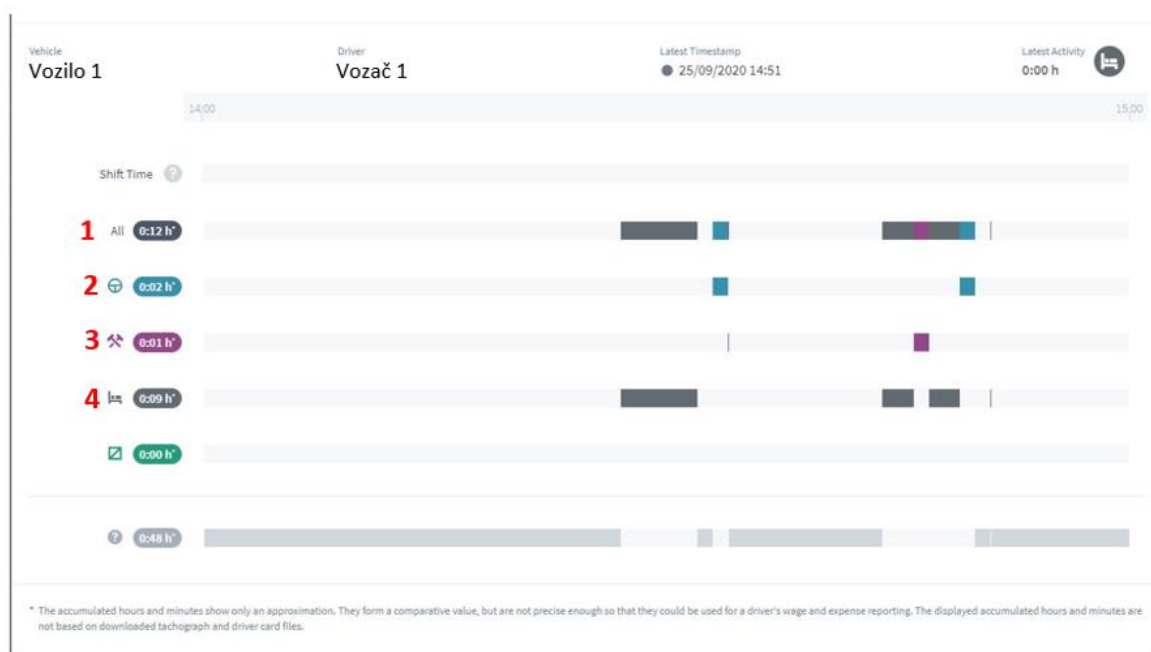 Vehicle
Vozilo 1
Driver
Vozač 1
Latest Timestamp
25/09/2020 14:51
Latest Activity
0:00 h
14:00
15:00
Shift Time ?
1 All 0:12 h*
2 0:02 h*
3 0:01 h*
4 0:09 h*
0:00 h*
? 0:48 h*
* The accumulated hours and minutes show only an approximation. They form a comparative value, but are not precise enough so that they could be used for a driver's wage and expense reporting. The displayed accumulated hours and minutes are
not based on downloaded tachograph and driver card files.